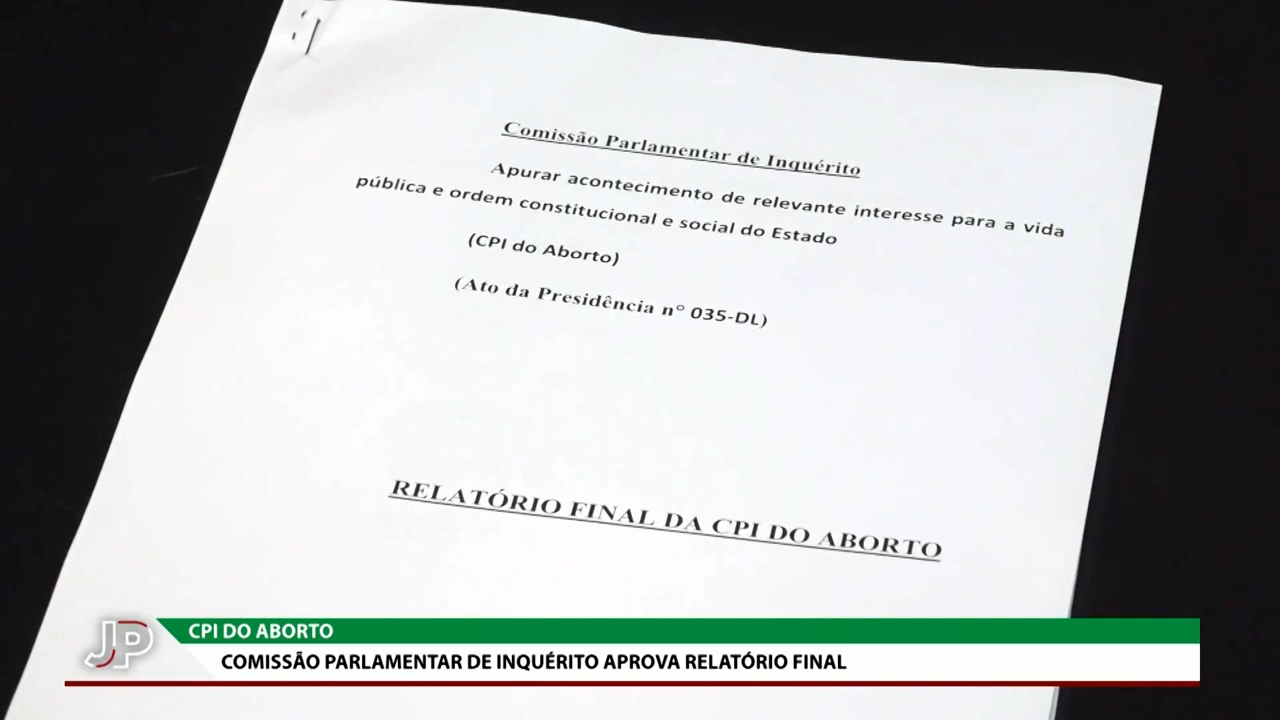 Comissão Parlamentar de Inquérito
Apurar acontecimento de relevante interesse para a vida
pública e ordem constitucional e social do Estado
(CPI do Aborto)
(Ato da Presidência nº 035-DL)
RELATÓRIO FINAL DA CPI DO ABORTO
JP
CPI DO ABORTO
COMISSÃO PARLAMENTAR DE INQUÉRITO APROVA RELATÓRIO FINAL